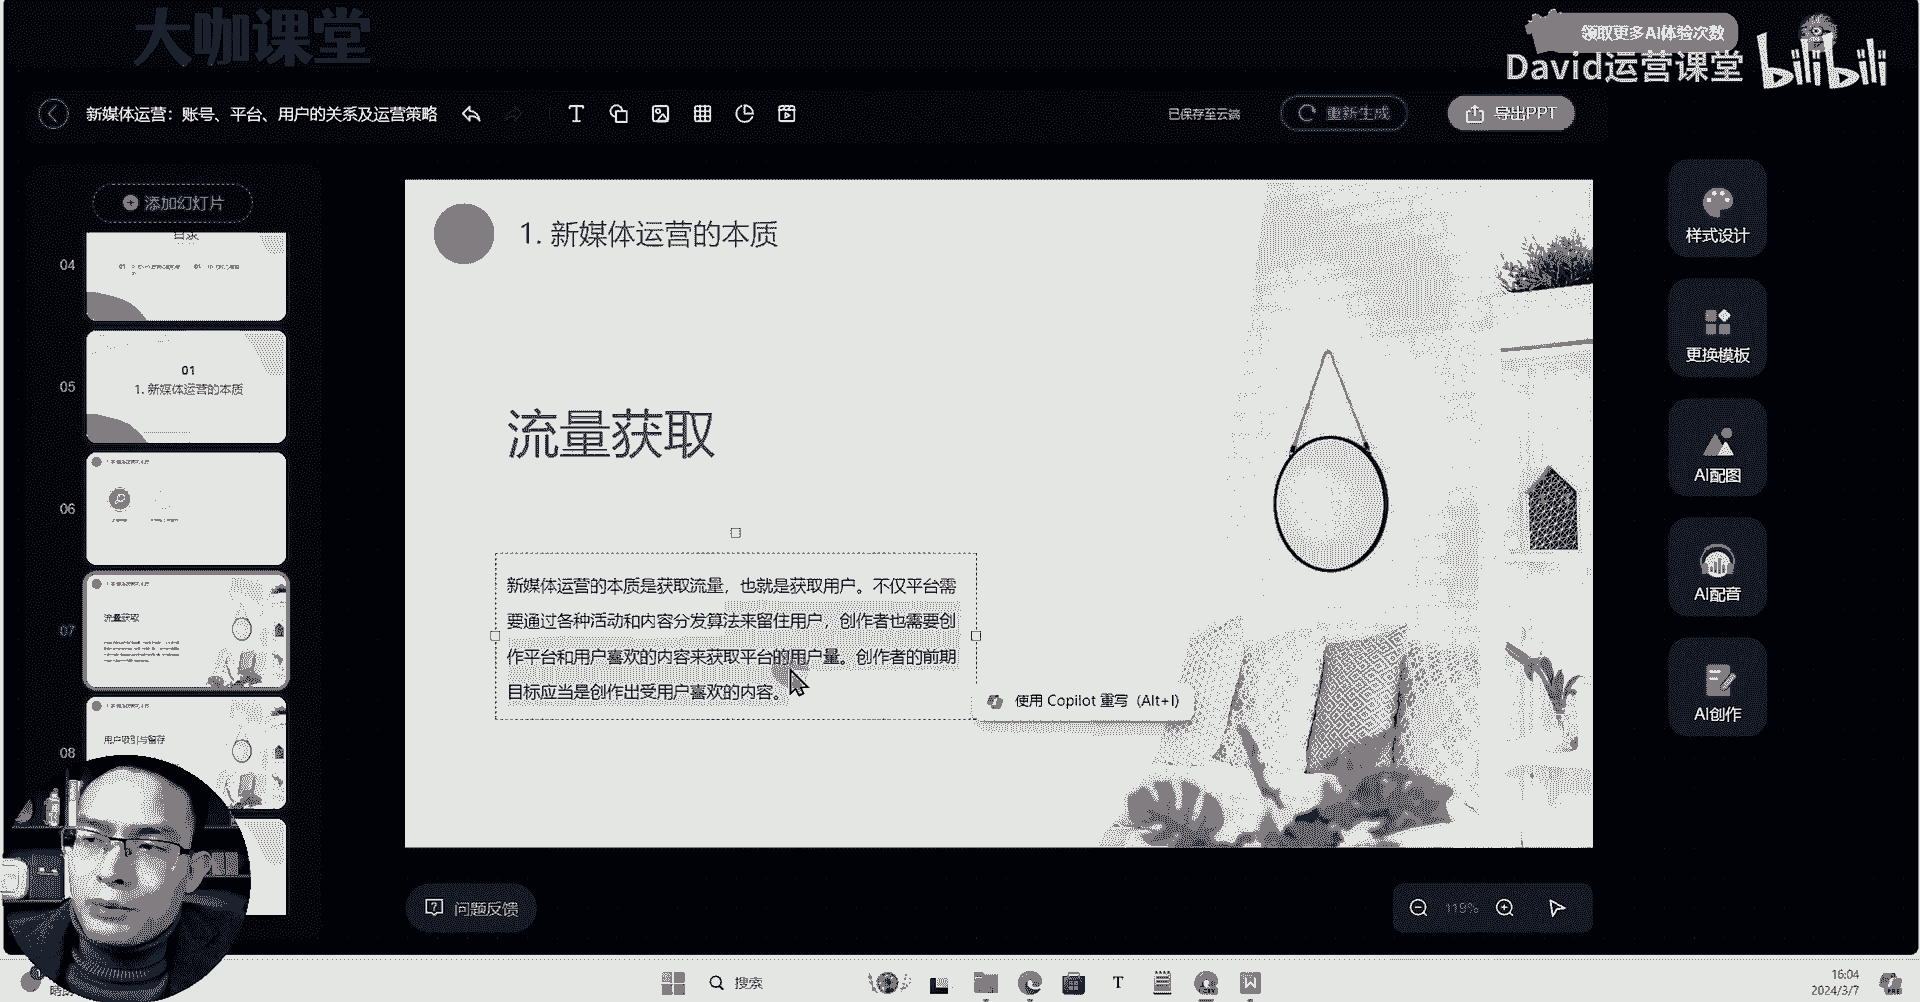 大咖课堂
领取更多AI体验次数
David运营课堂 bilibili
新媒体运营：账号、平台、用户的关系及运营策略
T
已保存至云端
重新生成
导出PPT
添加幻灯片
04
目录
05
01
1. 新媒体运营的本质
06
07
流量获取
08
用户吸引与留存
1. 新媒体运营的本质
流量获取
新媒体运营的本质是获取流量，也就是获取用户。不仅平台需
要通过各种活动和内容分发算法来留住用户，创作者也需要创
作平台和用户喜欢的内容来获取平台的用户量。创作者的前期
目标应当是创作出受用户喜欢的内容。
使用 Copilot 重写（Alt+I）
样式设计
更换模板
AI配图
AI配音
AI创作
问题反馈
119%
搜索
16:04
2024/3/7